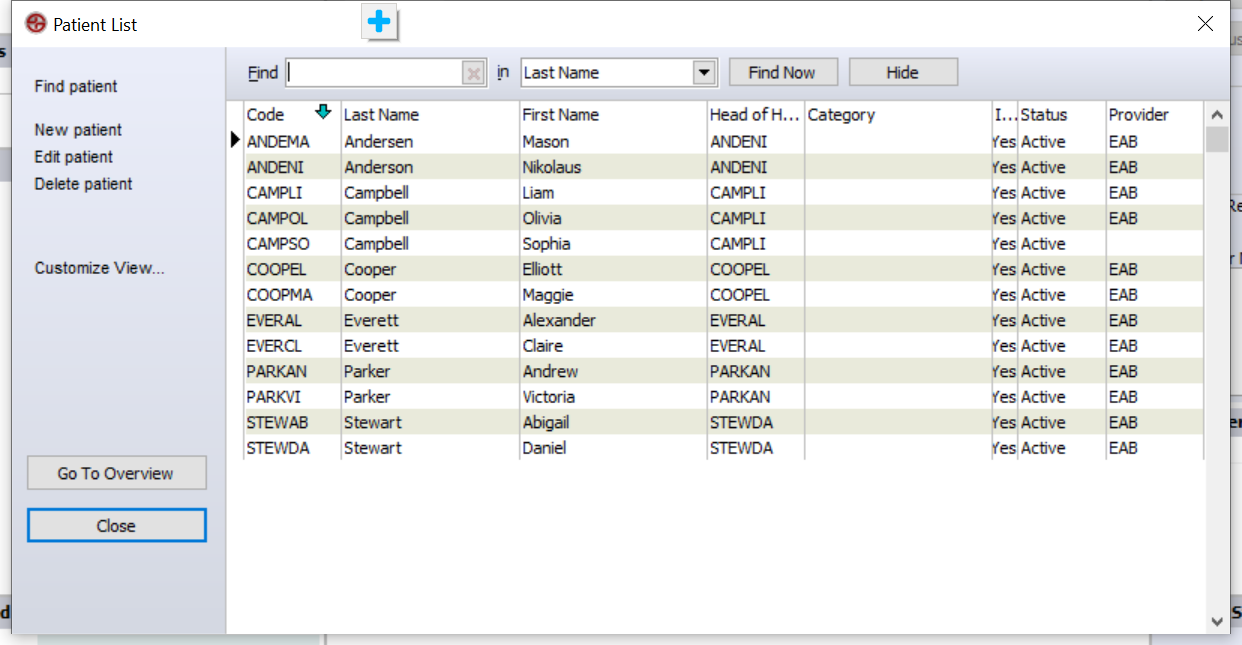 Patient List
Find patient
New patient
Edit patient
Delete patient
Customize View...
Go To Overview
Close
Find in Last Name Find Now Hide
Code Last Name First Name Head of H... Category I... Status Provider
ANDEMA Andersen Mason ANDENI Yes Active EAB
ANDENI Anderson Nikolaus ANDENI Yes Active EAB
CAMPLI Campbell Liam CAMPLI Yes Active EAB
CAMPOL Campbell Olivia CAMPLI Yes Active EAB
CAMPSO Campbell Sophia CAMPLI Yes Active
COOPEL Cooper Elliott COOPEL Yes Active EAB
COOPMA Cooper Maggie COOPEL Yes Active EAB
EVERAL Everett Alexander EVERAL Yes Active EAB
EVERCL Everett Claire EVERAL Yes Active EAB
PARKAN Parker Andrew PARKAN Yes Active EAB
PARKVI Parker Victoria PARKAN Yes Active EAB
STEWAB Stewart Abigail STEWDA Yes Active EAB
STEWDA Stewart Daniel STEWDA Yes Active EAB